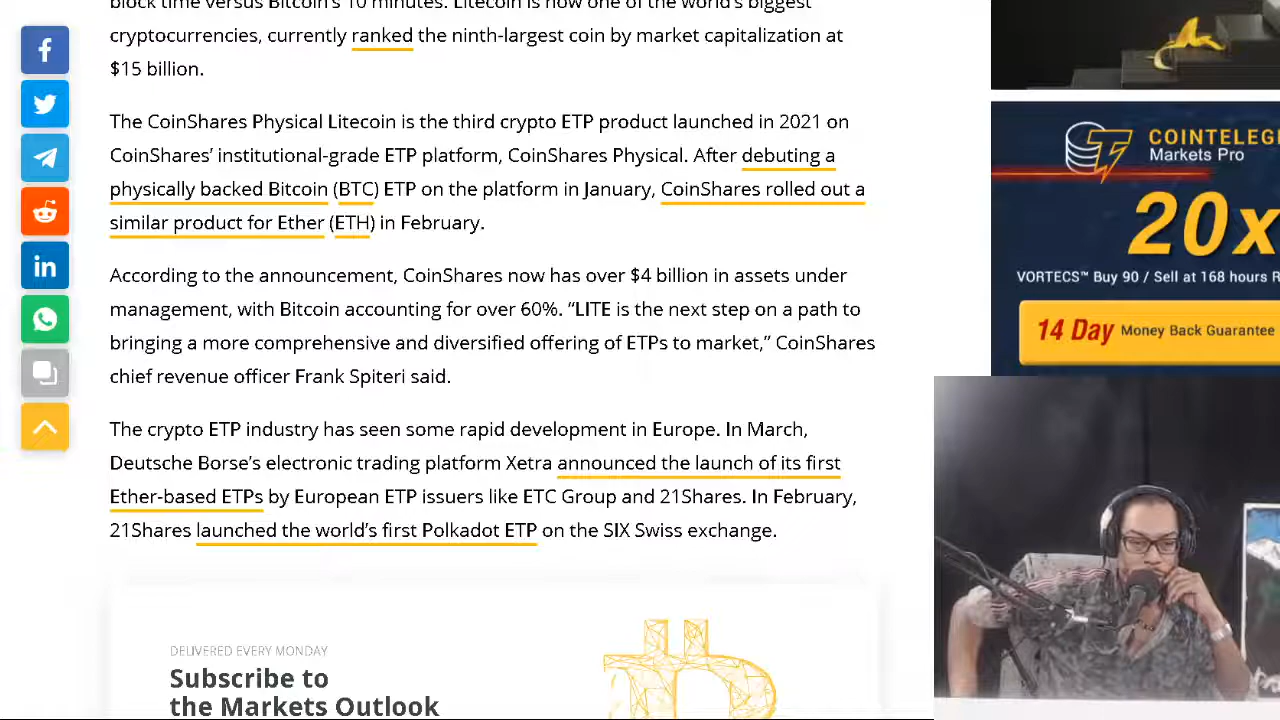 block time versus Bitcoin's 10 minutes. Litecoin is now one of the world's biggest
cryptocurrencies, currently ranked the ninth-largest coin by market capitalization at
$15 billion.
The CoinShares Physical Litecoin is the third crypto ETP product launched in 2021 on
CoinShares’ institutional-grade ETP platform, CoinShares Physical. After debuting a
physically backed Bitcoin (BTC) ETP on the platform in January, CoinShares rolled out a
similar product for Ether (ETH) in February.
According to the announcement, CoinShares now has over $4 billion in assets under
management, with Bitcoin accounting for over 60%. “LITE is the next step on a path to
bringing a more comprehensive and diversified offering of ETPs to market,” CoinShares
chief revenue officer Frank Spiteri said.
The crypto ETP industry has seen some rapid development in Europe. In March,
Deutsche Borse’s electronic trading platform Xetra announced the launch of its first
Ether-based ETPs by European ETP issuers like ETC Group and 21Shares. In February,
21Shares launched the world’s first Polkadot ETP on the SIX Swiss exchange.
DELIVERED EVERY MONDAY
Subscribe to
the Markets Outlook
COINTELEG
Markets Pro
20x
VORTECS™ Buy 90 / Sell at 168 hours R
14 Day Money Back Guarantee